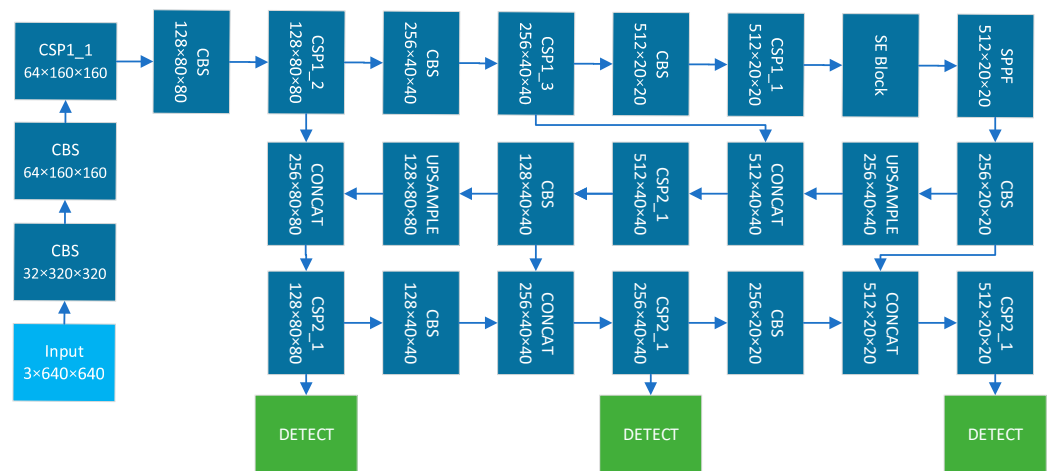 CSP1_1
64×160×160
CBS
128×80×80
CSP1_2
128×80×80
CBS
256×40×40
CSP1_3
256×40×40
CBS
512×20×20
CSP1_1
512×20×20
SE Block
SPPF
512×20×20
CBS
64×160×160
CONCAT
256×80×80
UPSAMPLE
128×80×80
CBS
128×40×40
CSP2_1
512×40×40
CONCAT
512×40×40
UPSAMPLE
256×40×40
CBS
256×20×20
CBS
32×320×320
CSP2_1
128×80×80
CBS
128×40×40
CONCAT
256×40×40
CSP2_1
256×40×40
CBS
256×20×20
CONCAT
512×20×20
CSP2_1
512×20×20
Input
3×640×640
DETECT
DETECT
DETECT